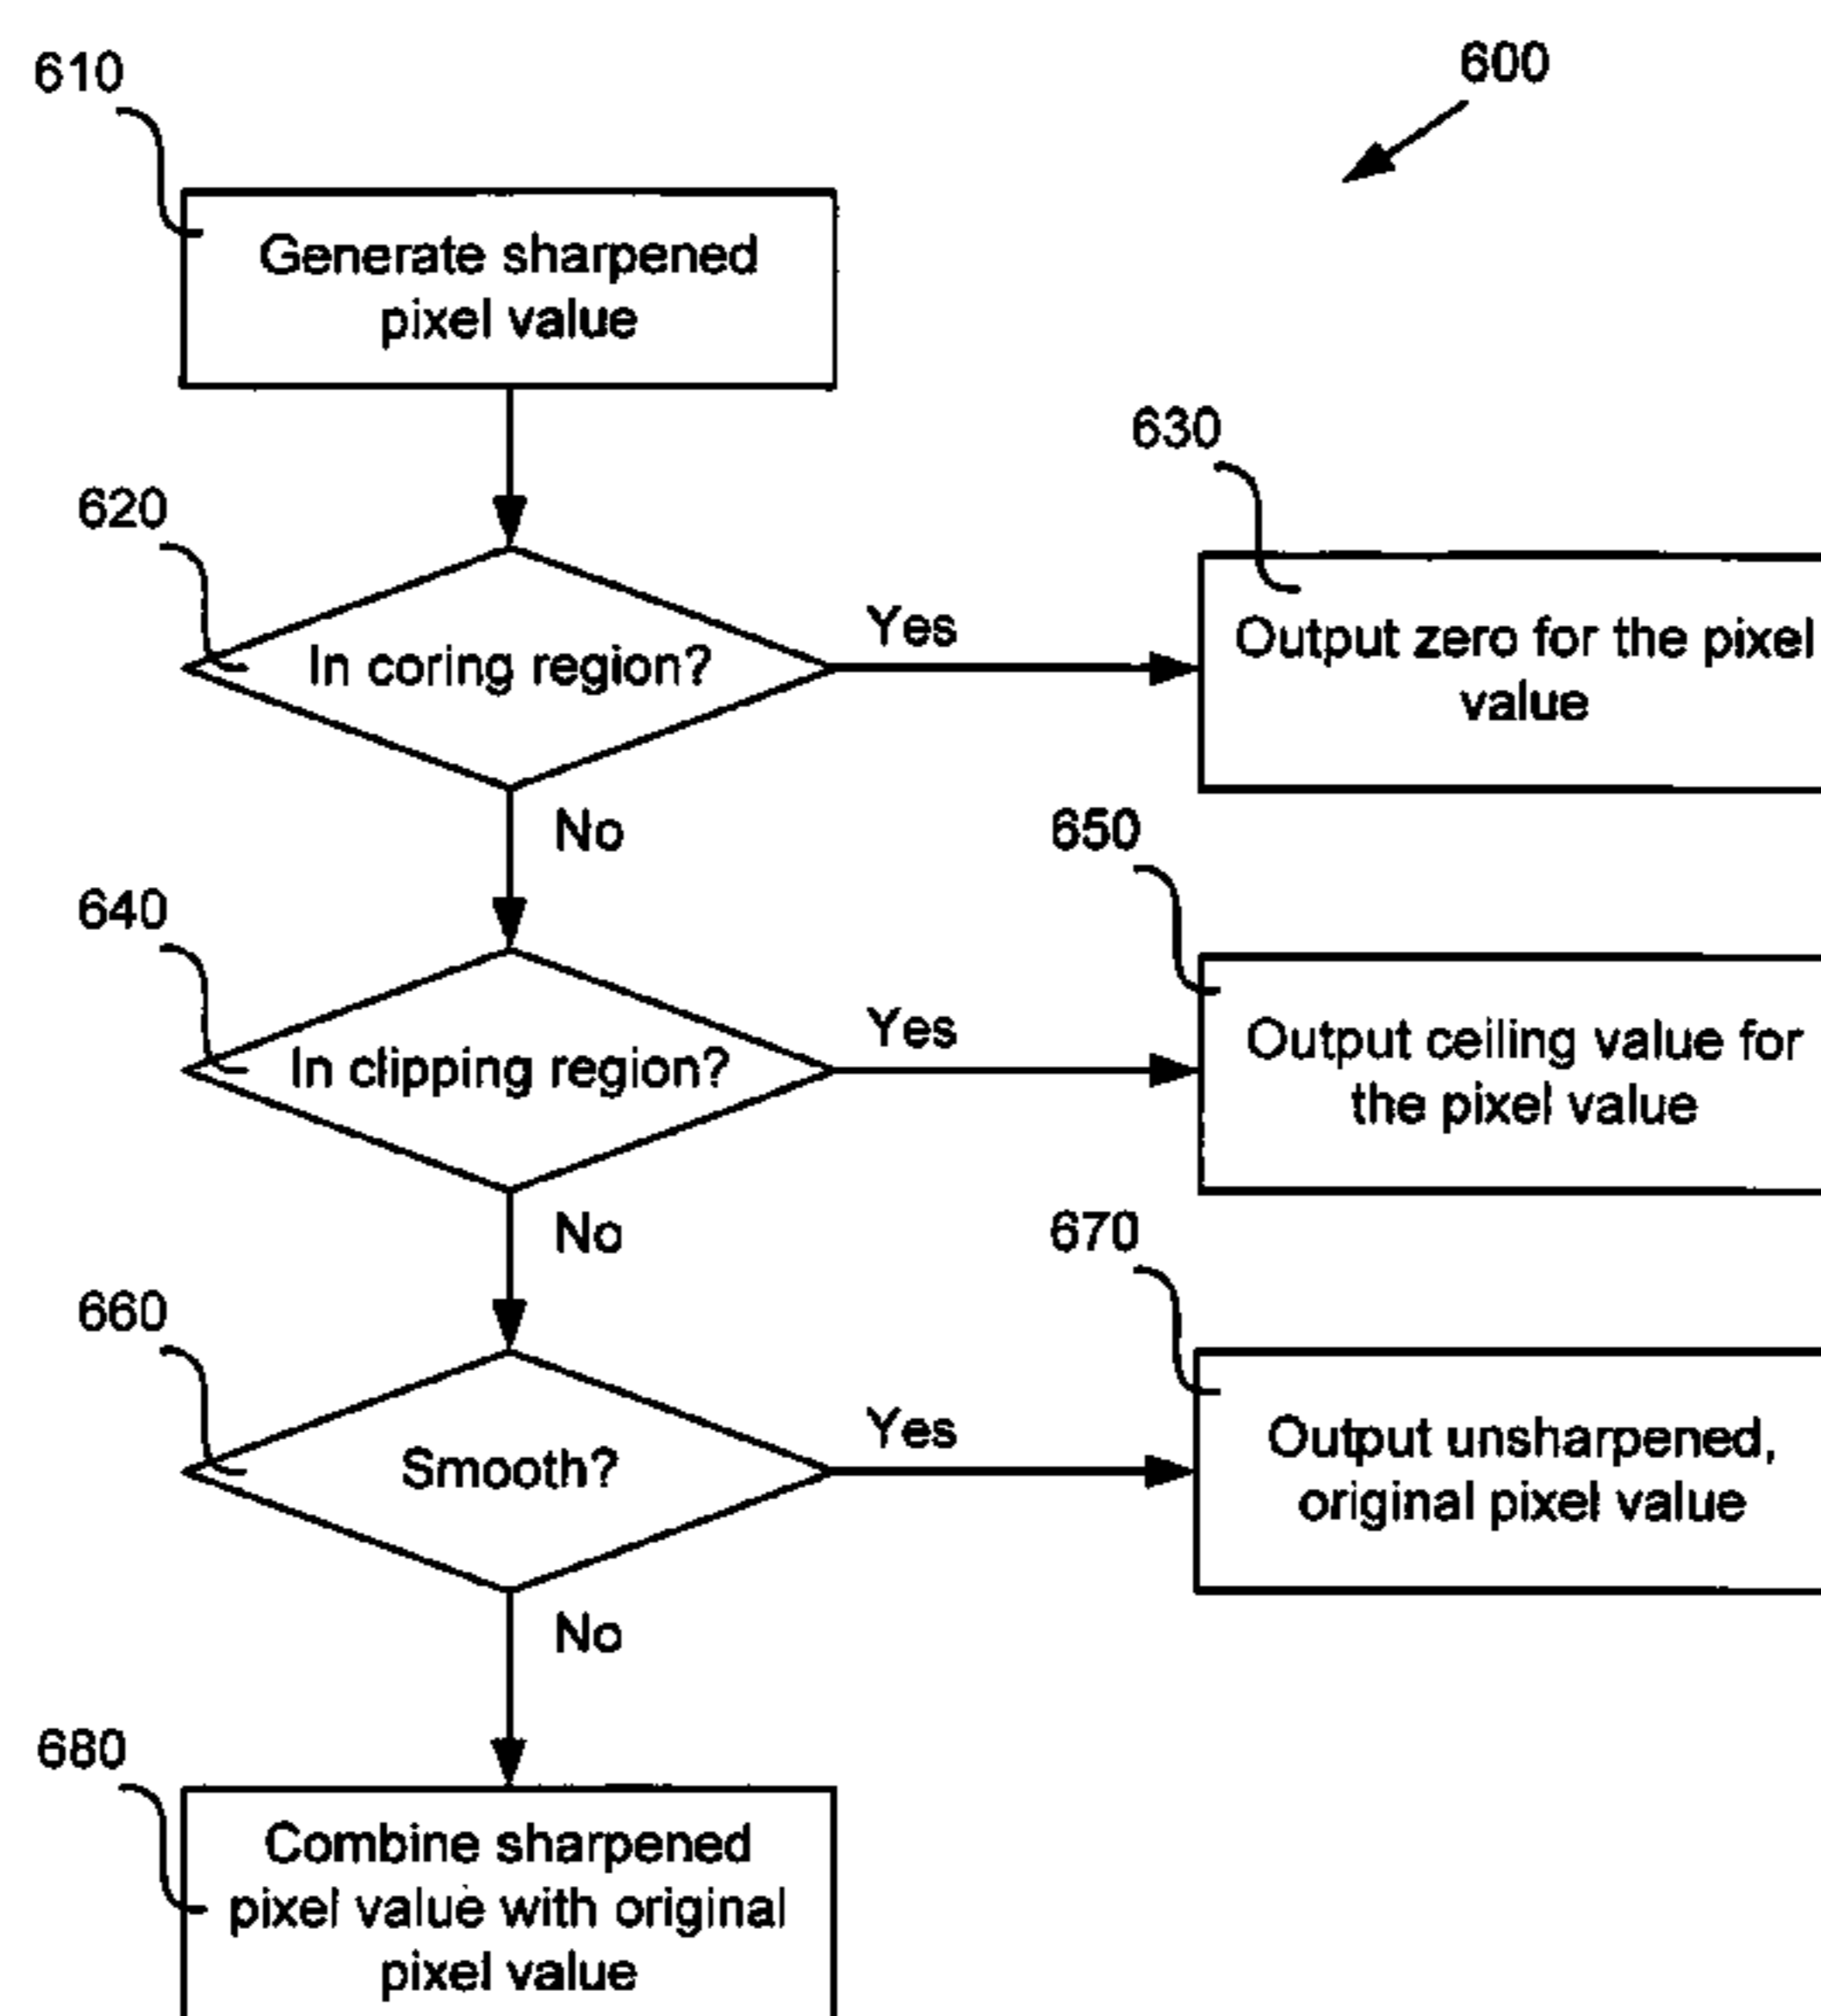 610
600
Generate sharpened
pixel value
630
620
In coring region?
Yes
Output zero for the pixel
value
No
650
640
In clipping region?
Yes
Output ceiling value for
the pixel value
No
670
660
Smooth?
Yes
Output unsharpened,
original pixel value
No
680
Combine sharpened
pixel value with original
pixel value